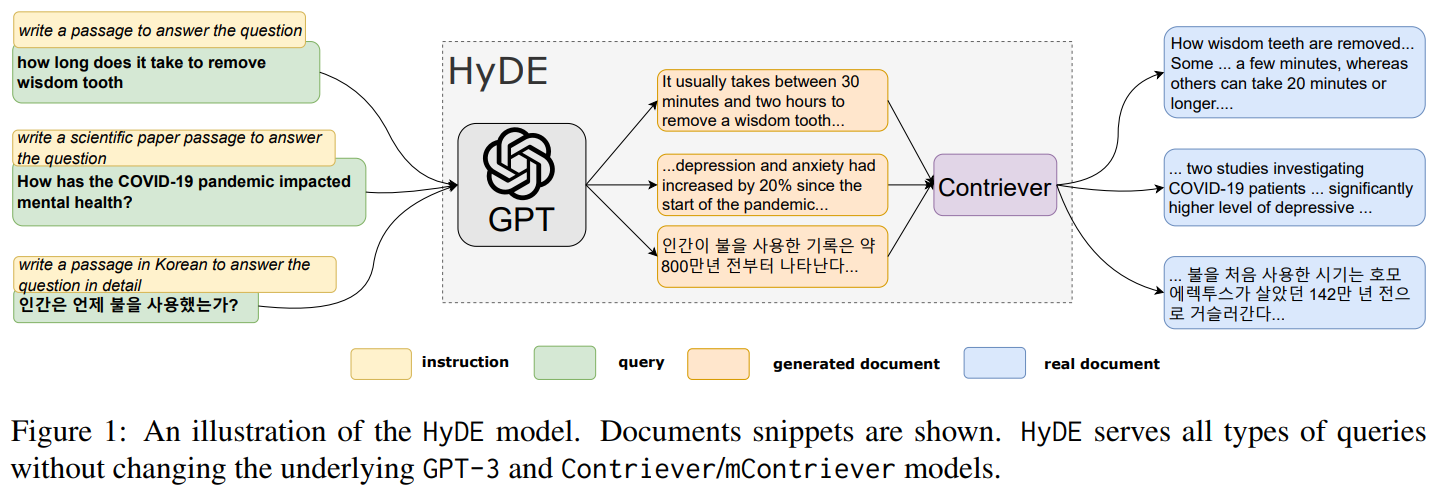 write a passage to answer the question
how long does it take to remove
wisdom tooth
write a scientific paper passage to answer
the question
How has the COVID-19 pandemic impacted
mental health?
write a passage in Korean to answer the
question in detail
인간은 언제 불을 사용했는가?
HyDE
GPT
It usually takes between 30
minutes and two hours to
remove a wisdom tooth...
...depression and anxiety had
increased by 20% since the
start of the pandemic...
인간이 불을 사용한 기록은 약
800만년 전부터 나타난다...
Contriever
How wisdom teeth are removed...
Some ... a few minutes, whereas
others can take 20 minutes or
longer....
... two studies investigating
COVID-19 patients ... significantly
higher level of depressive ...
... 불을 처음 사용한 시기는 호모
에렉투스가 살았던 142만 년 전으
로 거슬러간다...
instruction
query
generated document
real document
Figure 1: An illustration of the HyDE model. Documents snippets are shown. HyDE serves all types of queries
without changing the underlying GPT-3 and Contriever/mContriever models.